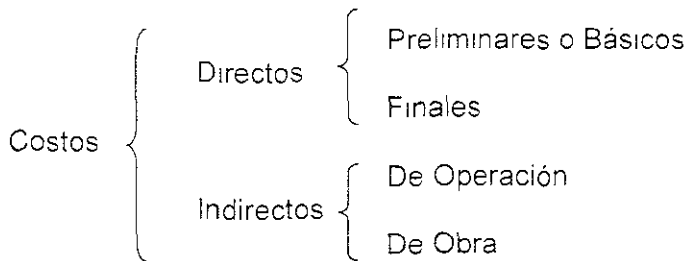 Preliminares o Básicos
Directos
Finales
Costos
De Operación
Indirectos
De Obra